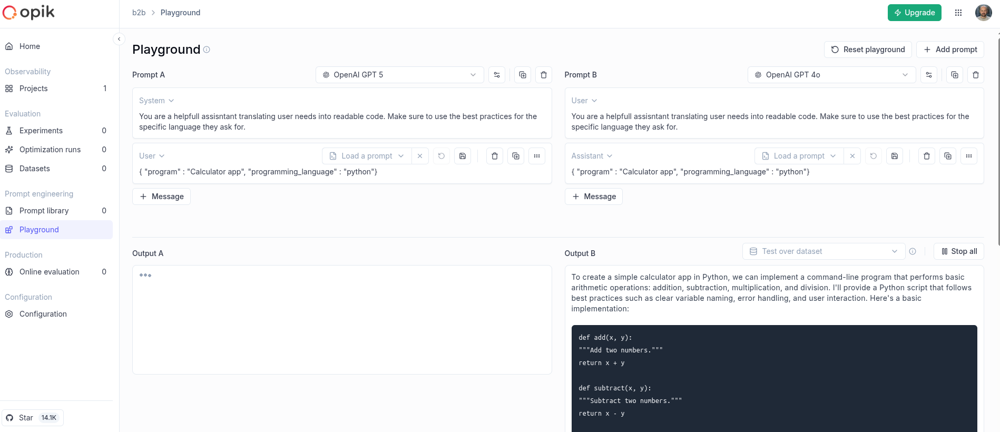 opik
b2b > Playground
Upgrade
Home
Observability
Projects 1
Evaluation
Experiments 0
Optimization runs 0
Datasets 0
Prompt engineering
Prompt library 0
Playground
Production
Online evaluation 0
Configuration
Configuration
Star 14.1K
Playground
Reset playground
Add prompt
Prompt A
OpenAI GPT 5
System
You are a helpfull assisntant translating user needs into readable code. Make sure to use the best practices for the
specific language they ask for.
User
Load a prompt
{ "program" : "Calculator app", "programming_language" : "python"}
Message
Prompt B
OpenAI GPT 4o
User
You are a helpfull assisntant translating user needs into readable code. Make sure to use the best practices for the
specific language they ask for.
Assistant
Load a prompt
{ "program" : "Calculator app", "programming_language" : "python"}
Message
Output A
Output B
Test over dataset
Stop all
To create a simple calculator app in Python, we can implement a command-line program that performs basic
arithmetic operations: addition, subtraction, multiplication, and division. I'll provide a Python script that follows
best practices such as clear variable naming, error handling, and user interaction. Here's a basic
implementation:
def add(x, y):
"""Add two numbers."""
return x + y
def subtract(x, y):
"""Subtract two numbers."""
return x - y